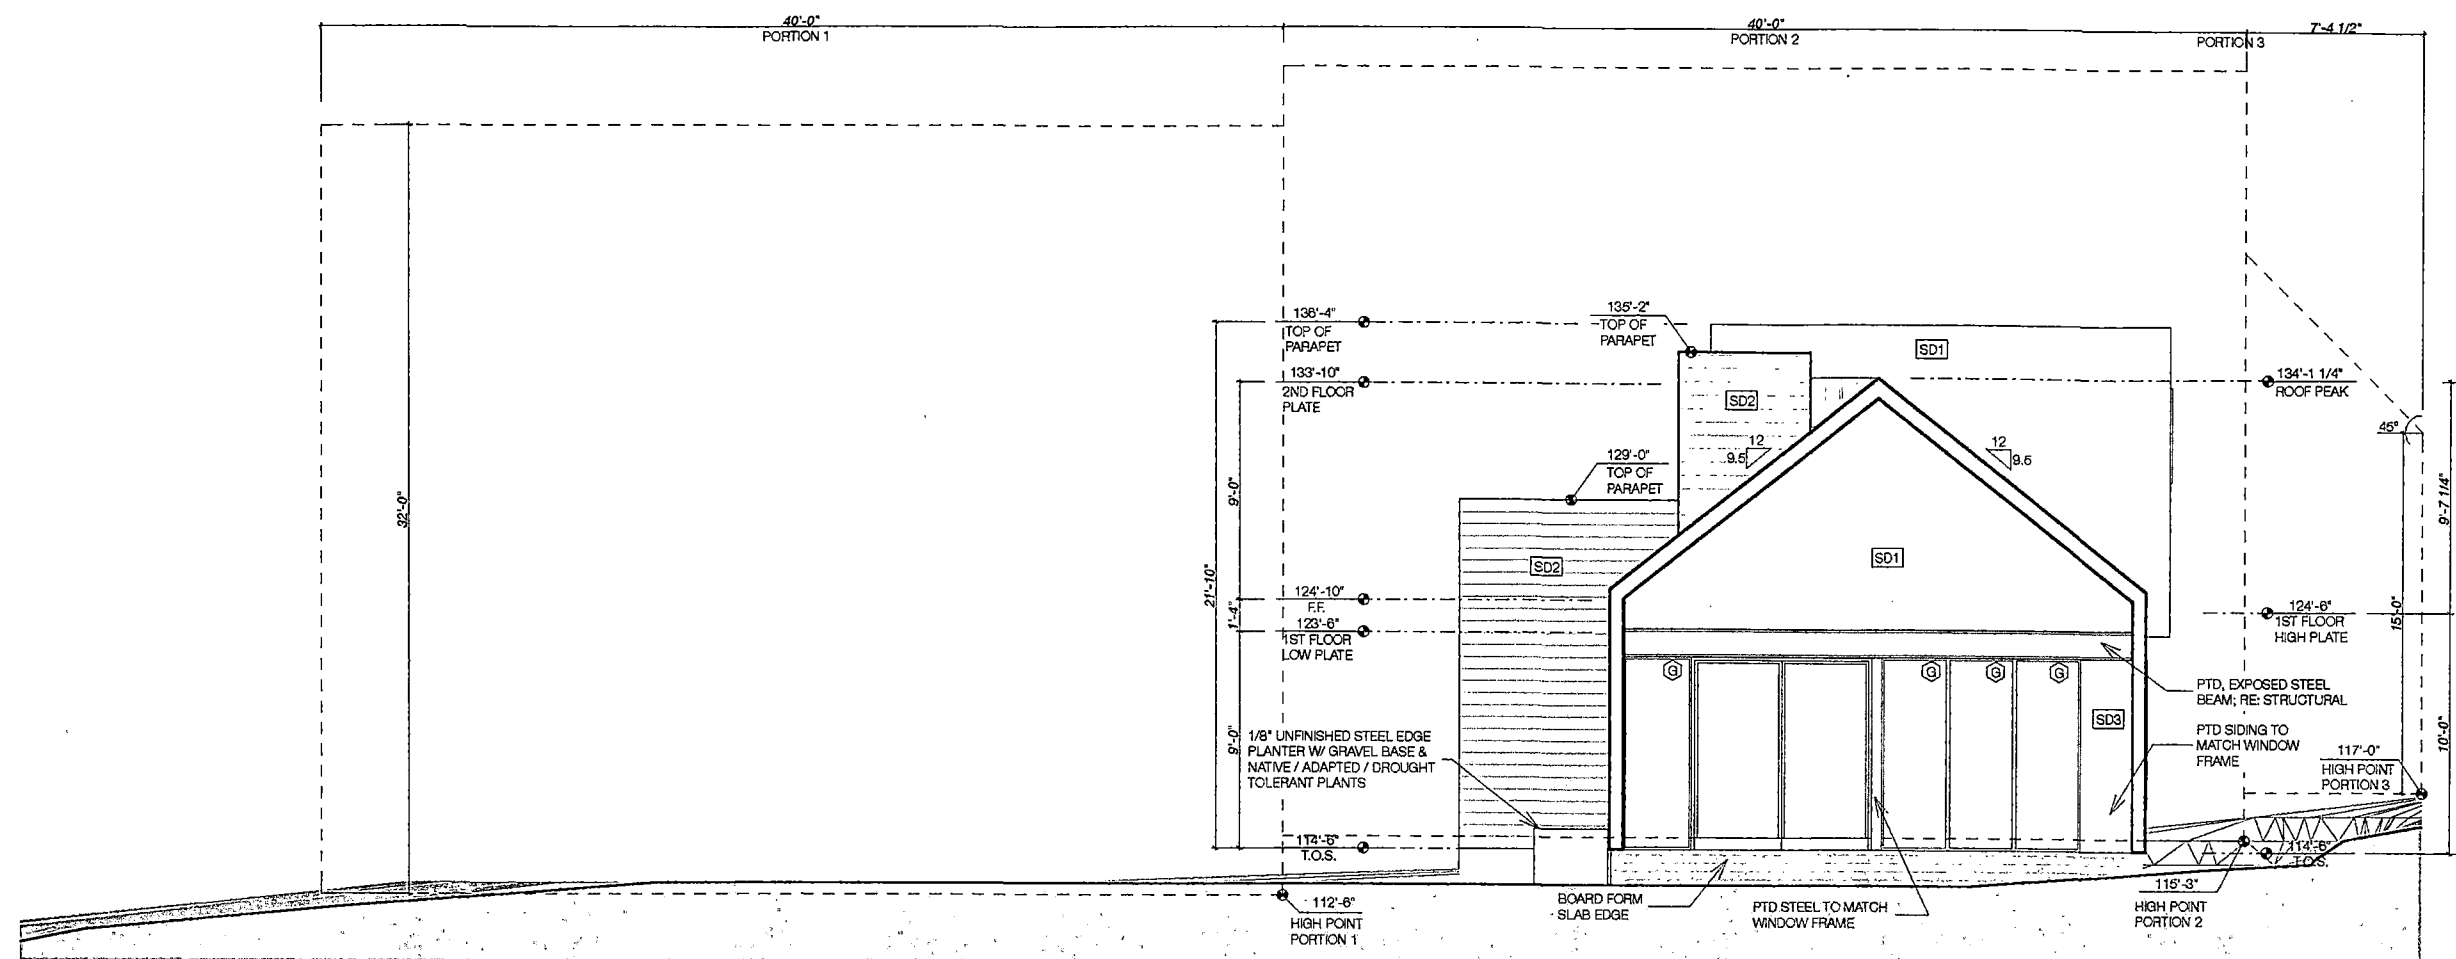 40'-0"
PORTION 1
40'-0"
PORTION 2
7'-4 1/2"
PORTION 3
136'-4"
TOP OF
PARAPET
135'-2"
TOP OF
PARAPET
SD1
133'-10"
2ND FLOOR
PLATE
134'-1 1/4"
ROOF PEAK
SD2
12
9.5
12
9.5
45°
129'-0"
TOP OF
PARAPET
32'-0"
9'-0"
9'-7 1/4"
SD2
SD1
21'-10"
124'-10"
F.F.
1'-4"
123'-6"
1ST FLOOR
LOW PLATE
124'-6"
1ST FLOOR
HIGH PLATE
15'-0"
G
G
G
G
PTD, EXPOSED STEEL
BEAM; RE: STRUCTURAL
SD3
PTD SIDING TO
MATCH WINDOW
FRAME
9'-0"
1/8" UNFINISHED STEEL EDGE
PLANTER W/ GRAVEL BASE &
NATIVE / ADAPTED / DROUGHT
TOLERANT PLANTS
10'-0"
117'-0"
HIGH POINT
PORTION 3
114'-6"
T.O.S.
114'-6"
T.O.S.
112'-6"
HIGH POINT
PORTION 1
BOARD FORM
SLAB EDGE
PTD STEEL TO MATCH
WINDOW FRAME
115'-3"
HIGH POINT
PORTION 2